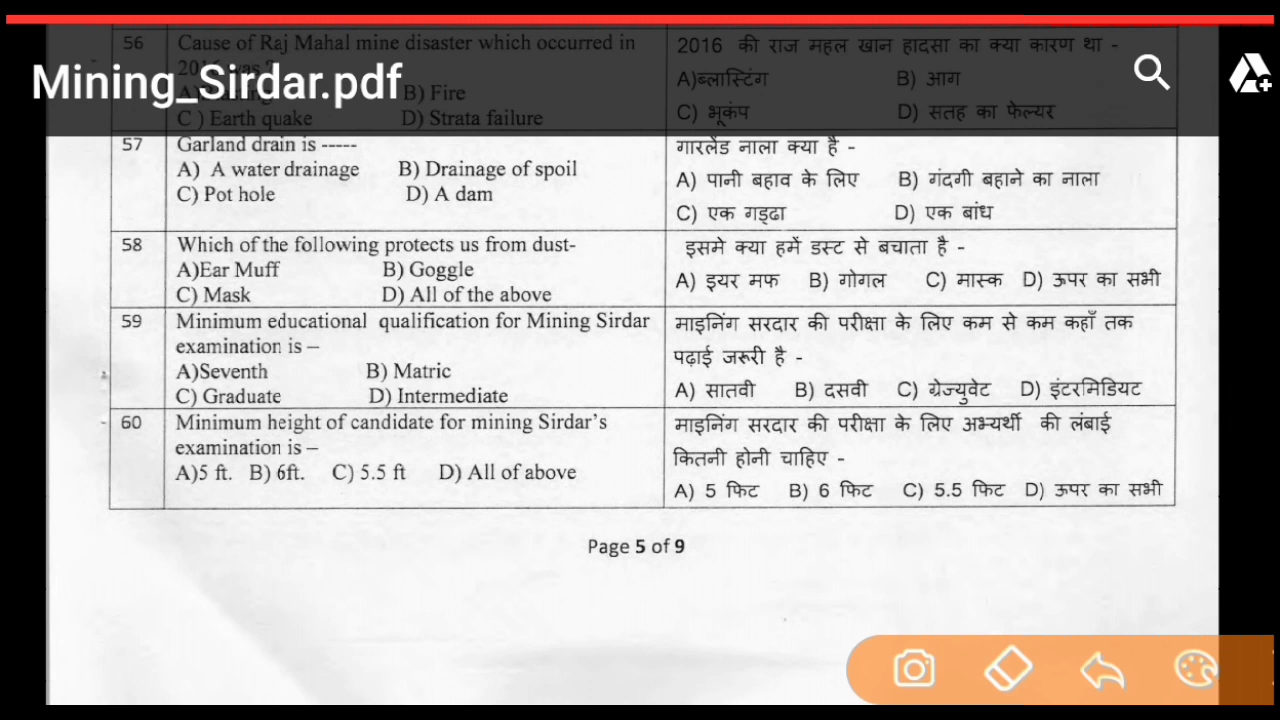 Mining_Sirdar.pdf
56
Cause of Raj Mahal mine disaster which occurred in
B) Fire
C ) Earth quake D) Strata failure
2016 की राज महल खान हादसा का क्या कारण था -
A)ब्लास्टिंग B) आग
C) भूकंप D) सतह का फेल्यर
57
Garland drain is -----
A) A water drainage B) Drainage of spoil
C) Pot hole D) A dam
गारलेंड नाला क्या है -
A) पानी बहाव के लिए B) गंदगी बहाने का नाला
C) एक गड्ढा D) एक बांध
58
Which of the following protects us from dust-
A)Ear Muff B) Goggle
C) Mask D) All of the above
इसमे क्या हमें डस्ट से बचाता है -
A) इयर मफ B) गोगल C) मास्क D) ऊपर का सभी
59
Minimum educational qualification for Mining Sirdar
examination is –
A)Seventh B) Matric
C) Graduate D) Intermediate
माइनिंग सरदार की परीक्षा के लिए कम से कम कहाँ तक
पढ़ाई जरूरी है -
A) सातवी B) दसवी C) ग्रेज्युवेट D) इंटरमिडियट
60
Minimum height of candidate for mining Sirdar's
examination is –
A)5 ft. B) 6ft. C) 5.5 ft D) All of above
माइनिंग सरदार की परीक्षा के लिए अभ्यर्थी की लंबाई
कितनी होनी चाहिए -
A) 5 फिट B) 6 फिट C) 5.5 फिट D) ऊपर का सभी
Page 5 of 9